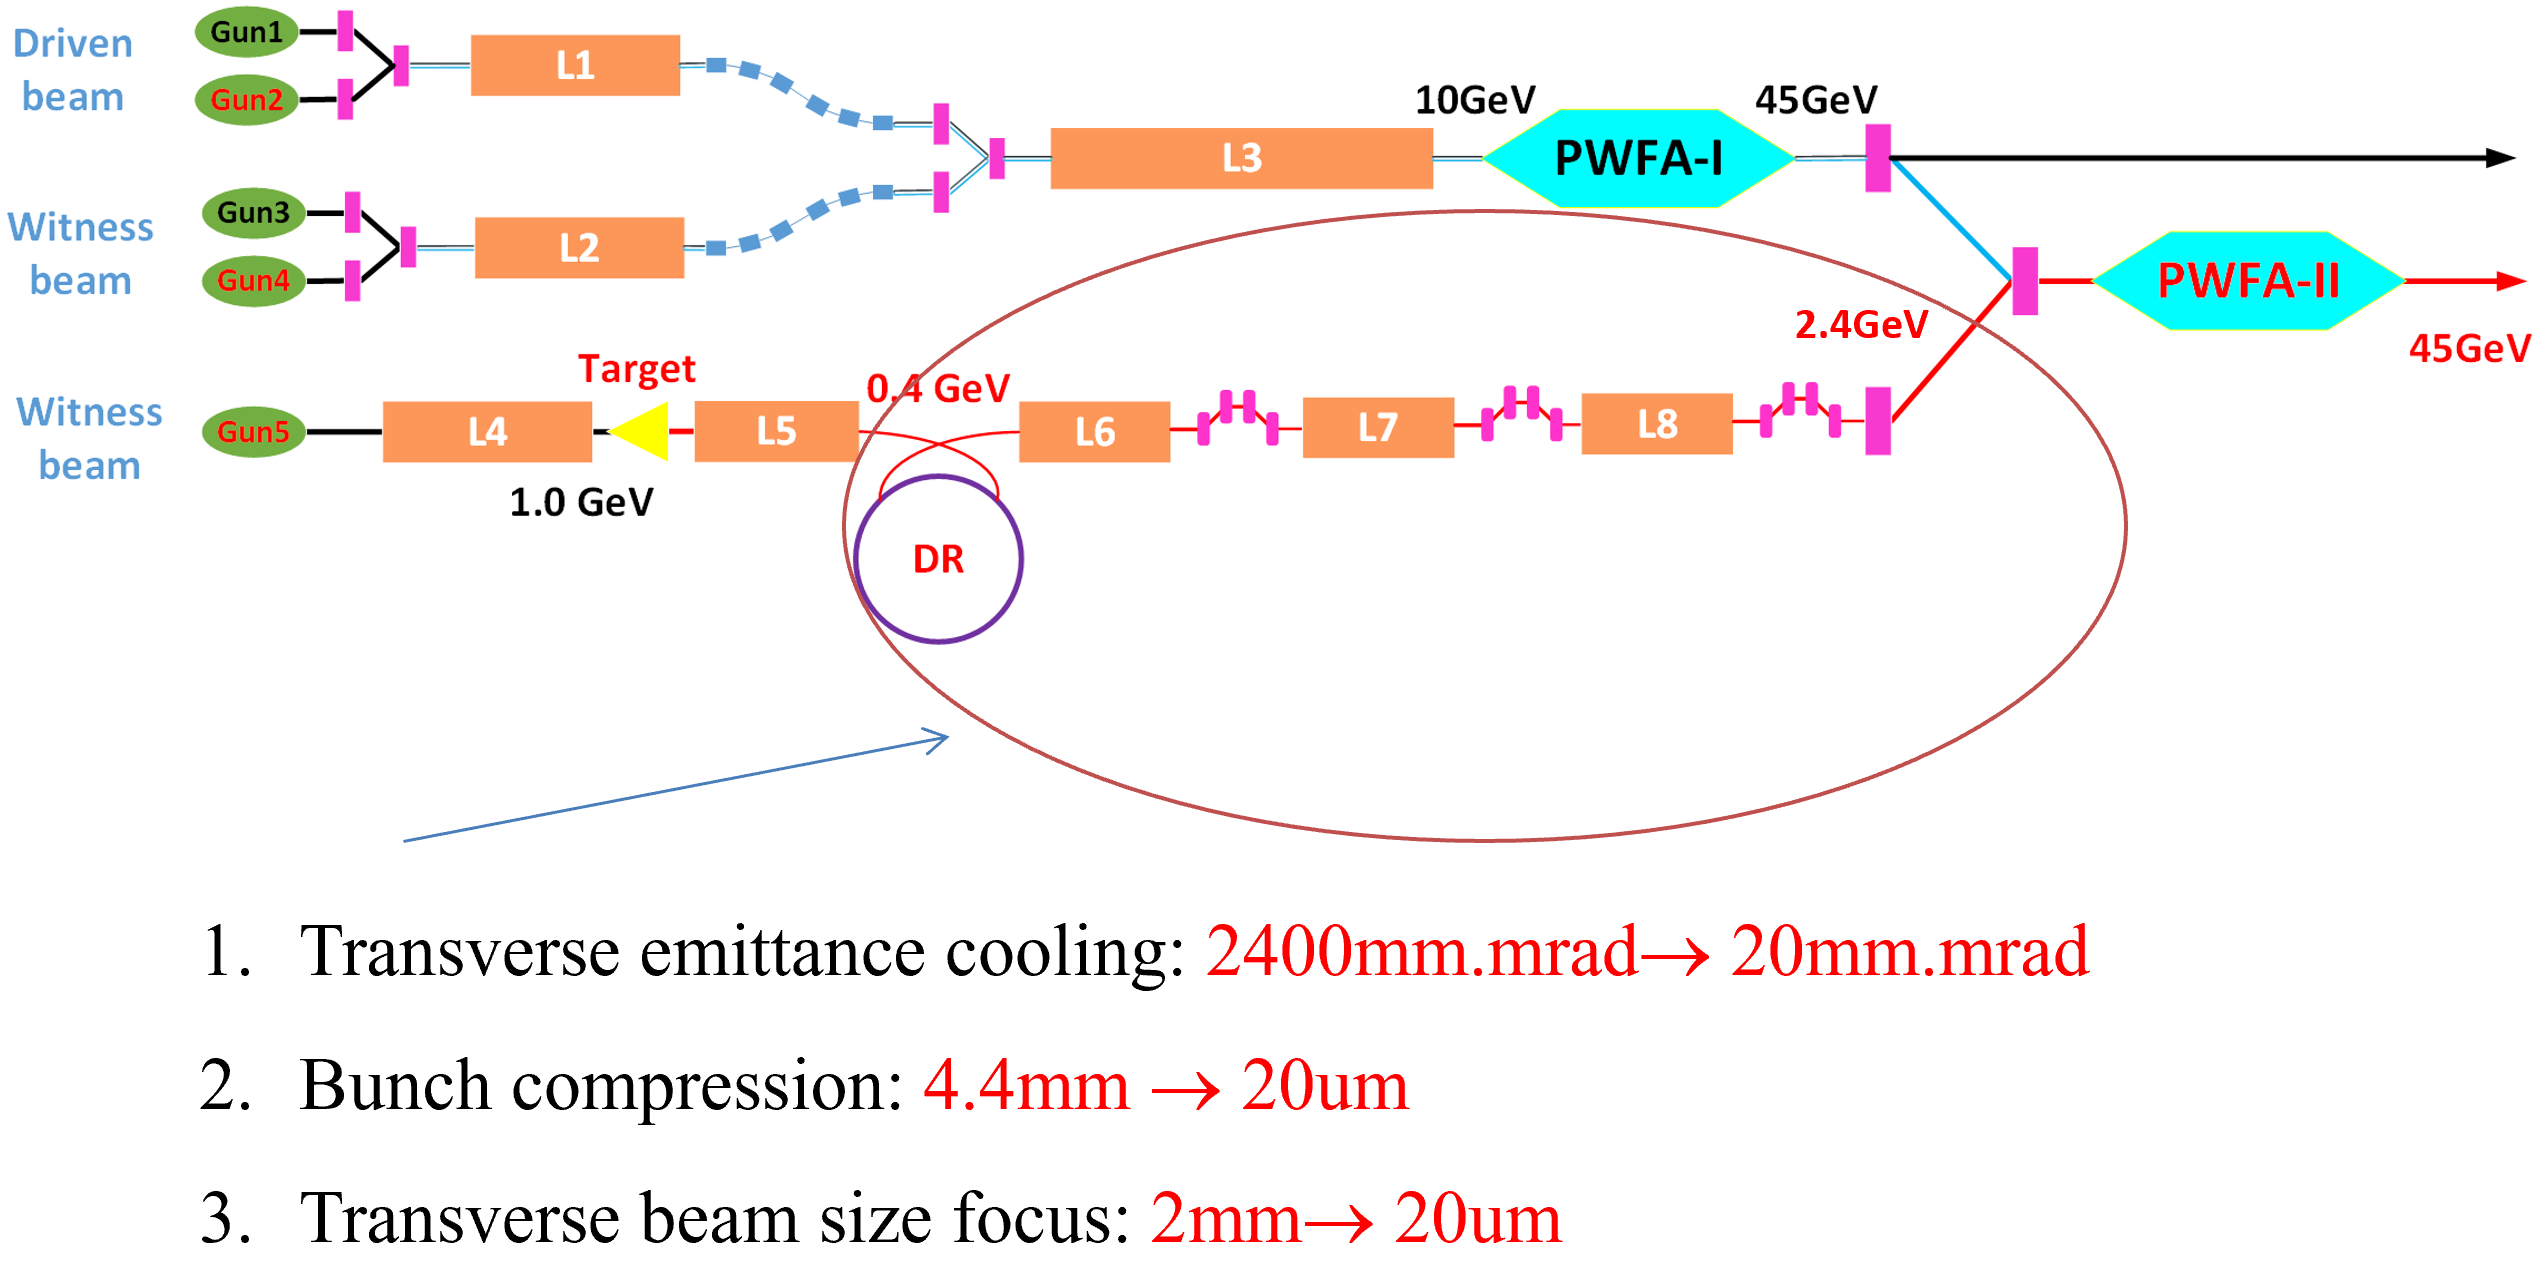 Driven
beam
Gun1
Gun2
L1
10GeV
45GeV
L3
PWFA-I
Witness
beam
Gun3
Gun4
L2
PWFA-II
2.4GeV
45GeV
Witness
beam
Gun5
L4
Target
L5
0.4 GeV
L6
L7
L8
1.0 GeV
DR
1. Transverse emittance cooling: 2400mm.mrad→ 20mm.mrad
2. Bunch compression: 4.4mm → 20um
3. Transverse beam size focus: 2mm→ 20um